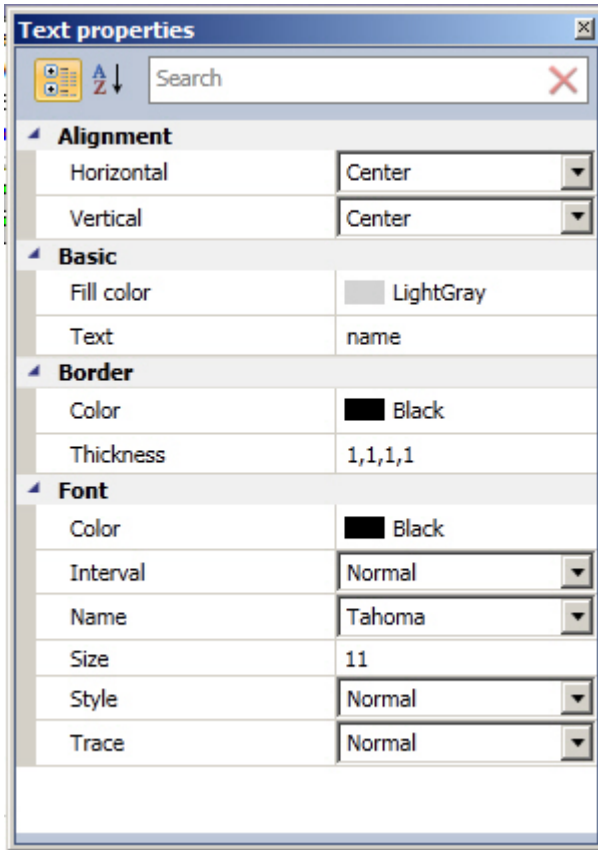 Text properties
A Z Search
Alignment
Horizontal Center
Vertical Center
Basic
Fill color LightGray
Text name
Border
Color Black
Thickness 1,1,1,1
Font
Color Black
Interval Normal
Name Tahoma
Size 11
Style Normal
Trace Normal